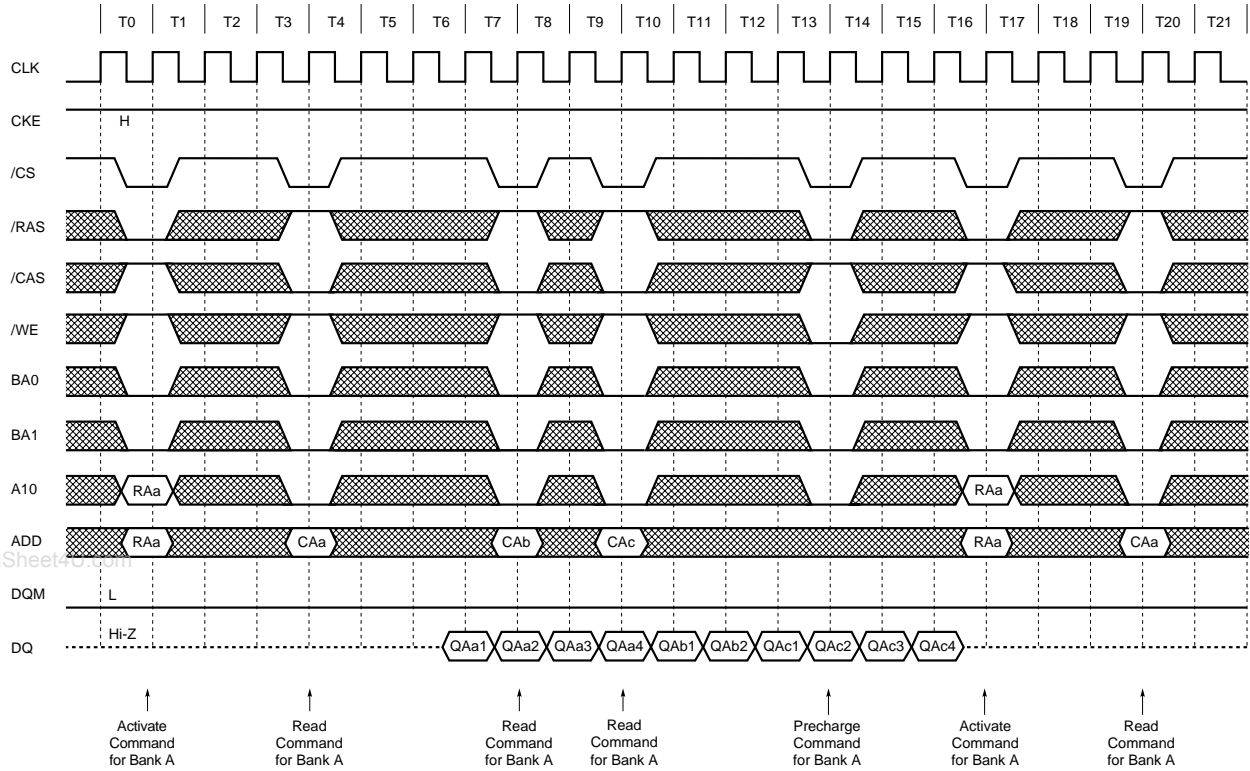 T0 T1 T2 T3 T4 T5 T6 T7 T8 T9 T10 T11 T12 T13 T14 T15 T16 T17 T18 T19 T20 T21
CLK
CKE H
/CS
/RAS
/CAS
/WE
BA0
BA1
A10 RAa RAa
ADD RAa CAa CAb CAc RAa CAa
aSheet4U.com
DQM L
Hi-Z
DQ QAa1 QAa2 QAa3 QAa4 QAb1 QAb2 QAc1 QAc2 QAc3 QAc4
Activate Read Read Read Precharge Activate Read
Command Command Command Command Command Command Command
for Bank A for Bank A for Bank A for Bank A for Bank A for Bank A for Bank A